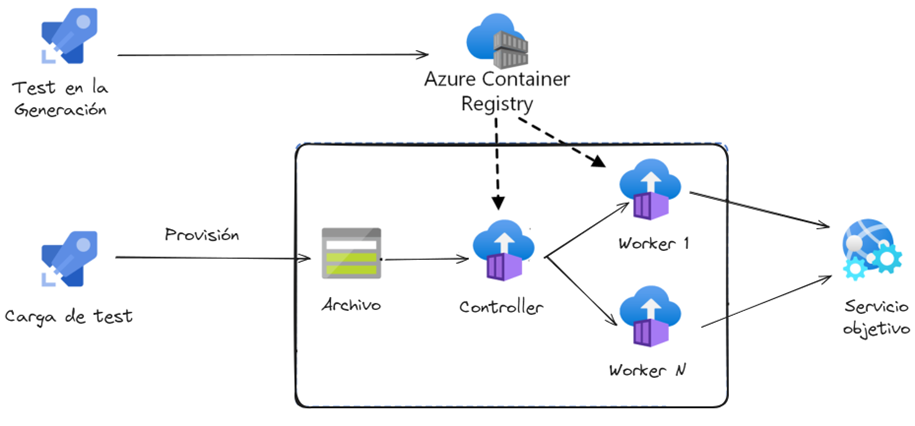 Test en la
Generación
Azure Container
Registry
Provisión
Carga de test
Archivo
Controller
Worker 1
Worker N
Servicio
objetivo